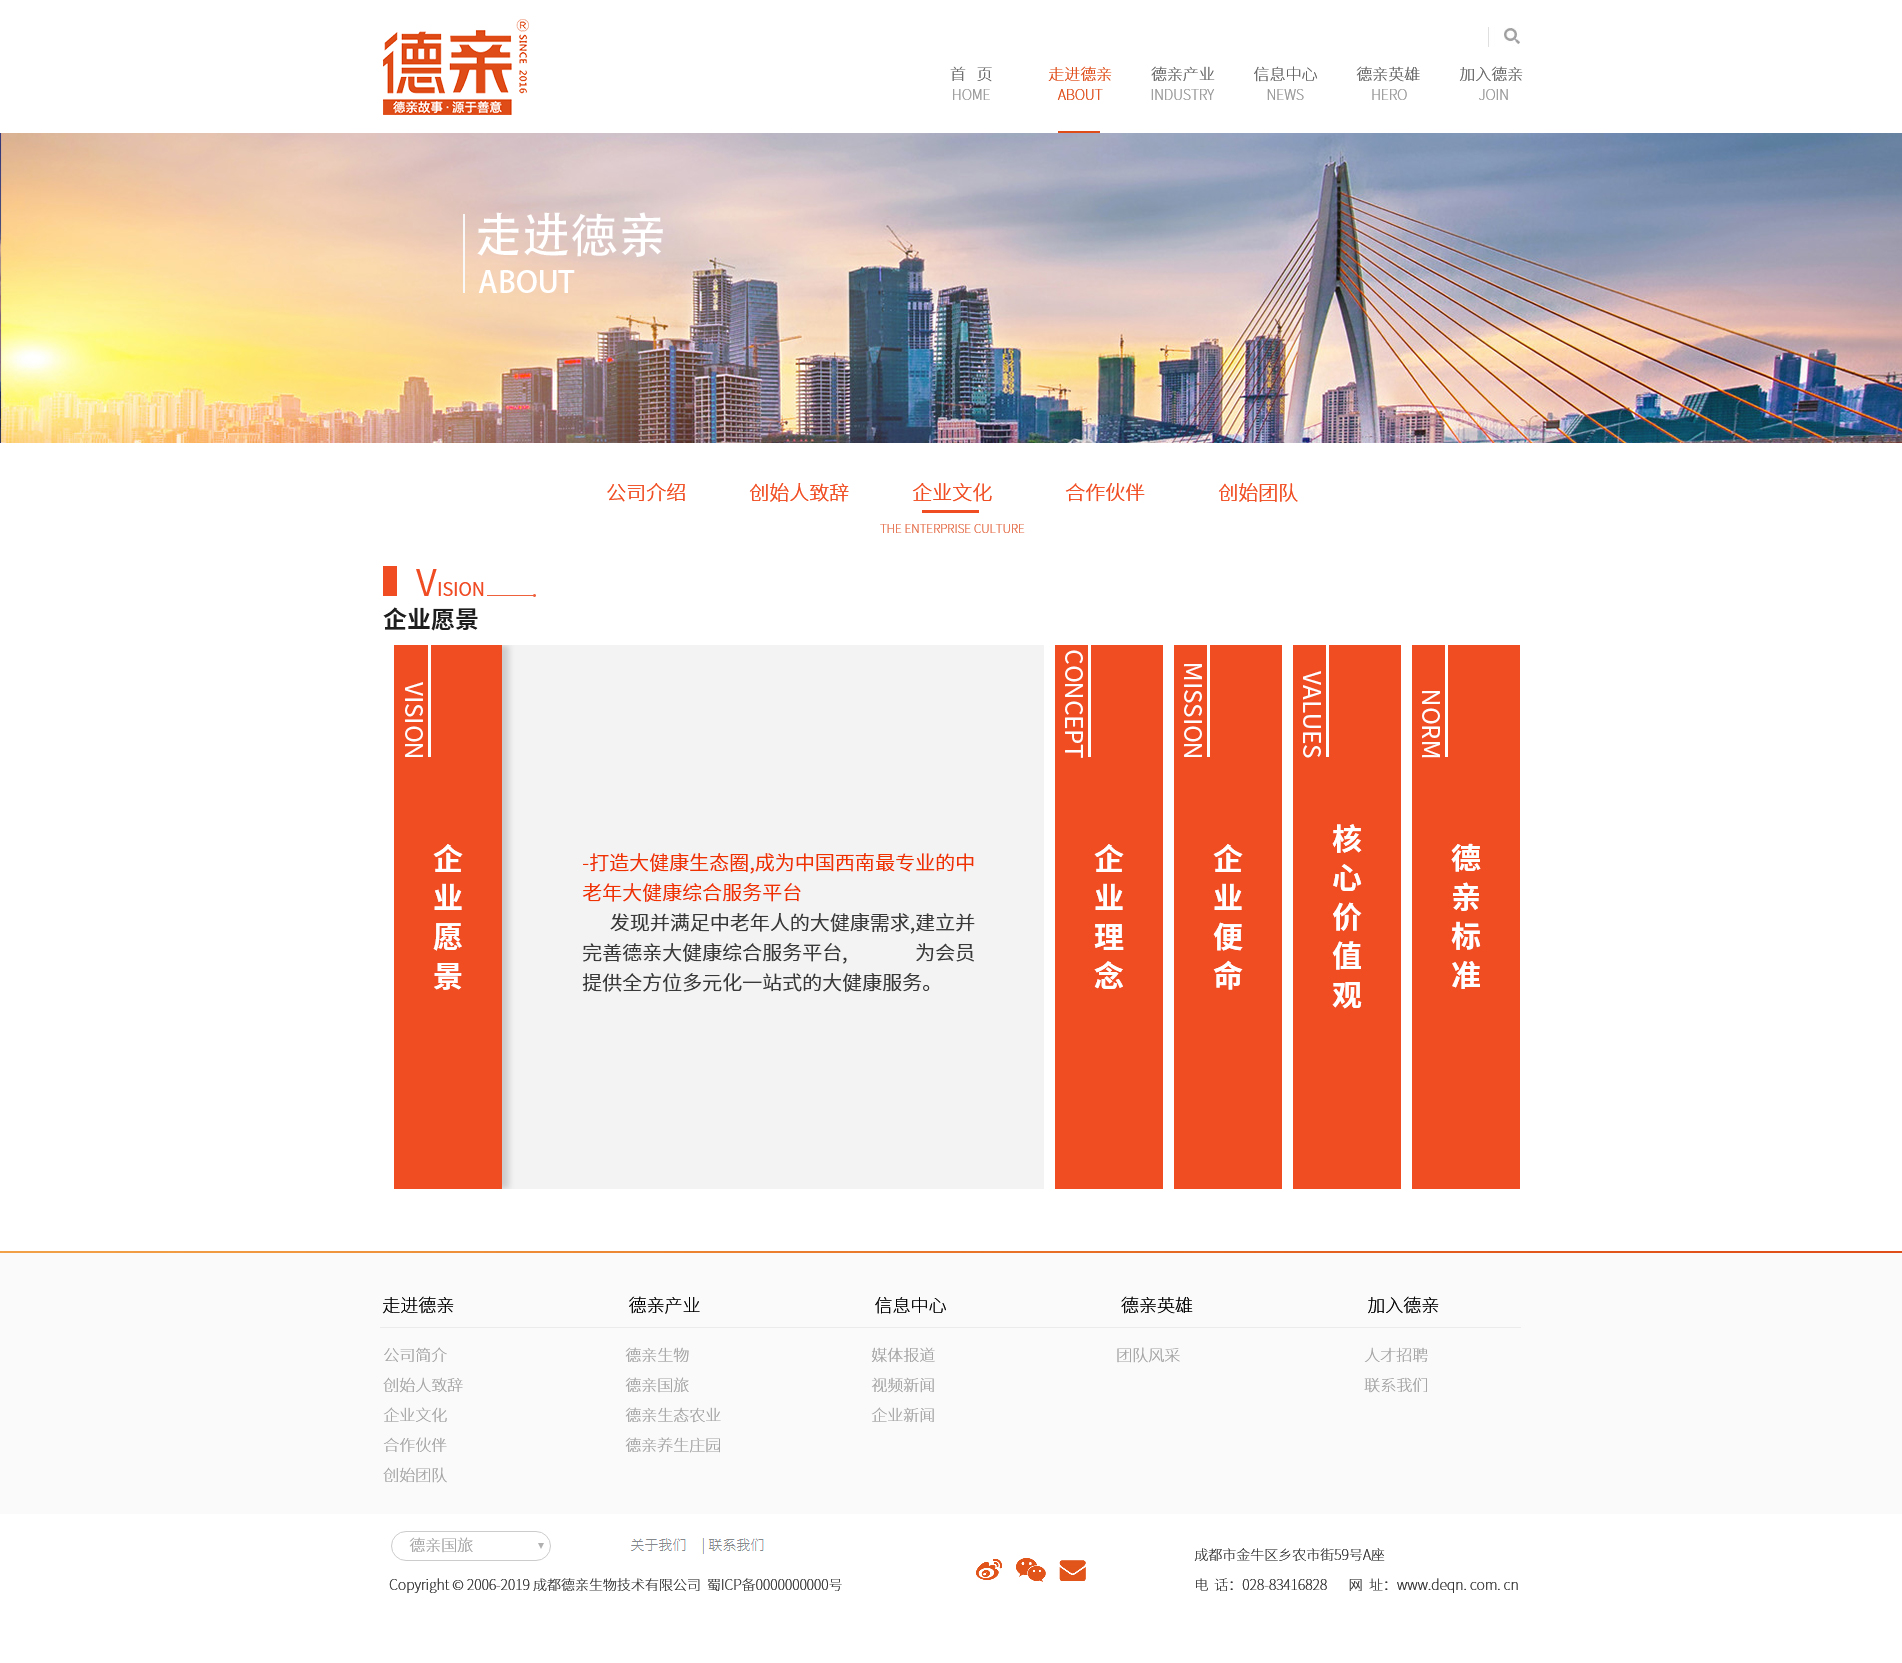 德亲
® SINCE 2016
德亲故事·源于善意
首 页 走进德亲 德亲产业 信息中心 德亲英雄 加入德亲
HOME ABOUT INDUSTRY NEWS HERO JOIN
走进德亲
ABOUT
公司介绍 创始人致辞 企业文化 合作伙伴 创始团队
THE ENTERPRISE CULTURE
VISION
企业愿景
VISION
企业愿景
-打造大健康生态圈,成为中国西南最专业的中
老年大健康综合服务平台
发现并满足中老年人的大健康需求,建立并
完善德亲大健康综合服务平台, 为会员
提供全方位多元化一站式的大健康服务。
CONCEPT
企业理念
MISSION
企业便命
VALUES
核心价值观
NORM
德亲标准
走进德亲 德亲产业 信息中心 德亲英雄 加入德亲
公司简介 德亲生物 媒体报道 团队风采 人才招聘
创始人致辞 德亲国旅 视频新闻 联系我们
企业文化 德亲生态农业 企业新闻
合作伙伴 德亲养生庄园
创始团队
德亲国旅 ▾ 关于我们 | 联系我们
成都市金牛区乡农市街59号A座
Copyright © 2006-2019 成都德亲生物技术有限公司 蜀ICP备0000000000号
电 话：028-83416828 网 址：www.deqn.com.cn